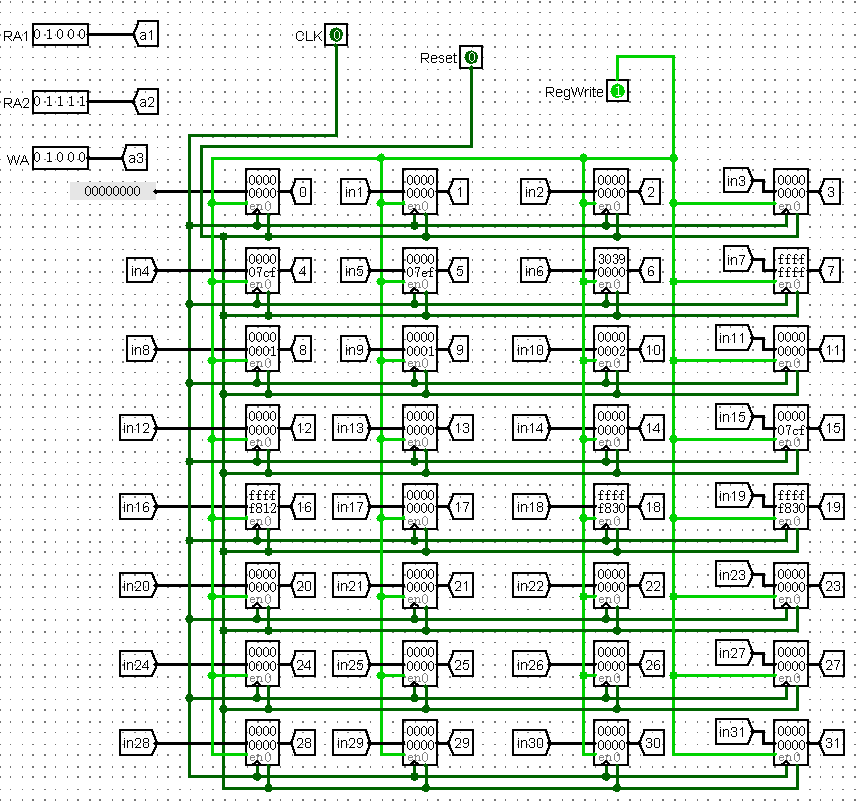 RA1 0 1 0 0 0 a1
CLK 0
Reset 0
RA2 0 1 1 1 1 a2
RegWrite 1
WA 0 1 0 0 0 a3
00000000 0000 0000 en0 0 in1 0000 0000 en0 1 in2 0000 0000 en0 2 in3 0000 0000 en0 3
in4 0000 07cf en0 4 in5 0000 07ef en0 5 in6 3039 0000 en0 6 in7 ffff ffff en0 7
in8 0000 0001 en0 8 in9 0000 0001 en0 9 in10 0000 0002 en0 10 in11 0000 0000 en0 11
in12 0000 0000 en0 12 in13 0000 0000 en0 13 in14 0000 0000 en0 14 in15 0000 07cf en0 15
in16 ffff f812 en0 16 in17 0000 0000 en0 17 in18 ffff f830 en0 18 in19 ffff f830 en0 19
in20 0000 0000 en0 20 in21 0000 0000 en0 21 in22 0000 0000 en0 22 in23 0000 0000 en0 23
in24 0000 0000 en0 24 in25 0000 0000 en0 25 in26 0000 0000 en0 26 in27 0000 0000 en0 27
in28 0000 0000 en0 28 in29 0000 0000 en0 29 in30 0000 0000 en0 30 in31 0000 0000 en0 31